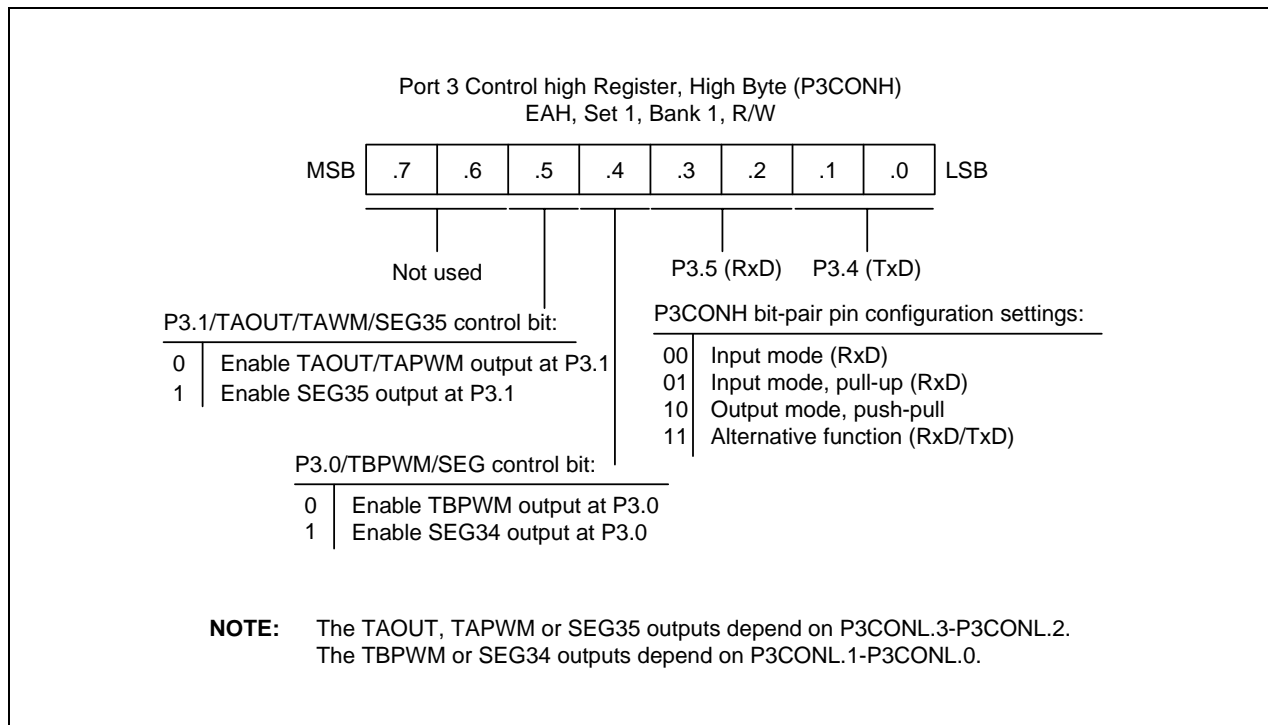 Port 3 Control high Register, High Byte (P3CONH)
EAH, Set 1, Bank 1, R/W
MSB .7 .6 .5 .4 .3 .2 .1 .0 LSB
Not used
P3.5 (RxD) P3.4 (TxD)
P3.1/TAOUT/TAWM/SEG35 control bit:
0 Enable TAOUT/TAPWM output at P3.1
1 Enable SEG35 output at P3.1
P3CONH bit-pair pin configuration settings:
00 Input mode (RxD)
01 Input mode, pull-up (RxD)
10 Output mode, push-pull
11 Alternative function (RxD/TxD)
P3.0/TBPWM/SEG control bit:
0 Enable TBPWM output at P3.0
1 Enable SEG34 output at P3.0
NOTE: The TAOUT, TAPWM or SEG35 outputs depend on P3CONL.3-P3CONL.2.
The TBPWM or SEG34 outputs depend on P3CONL.1-P3CONL.0.